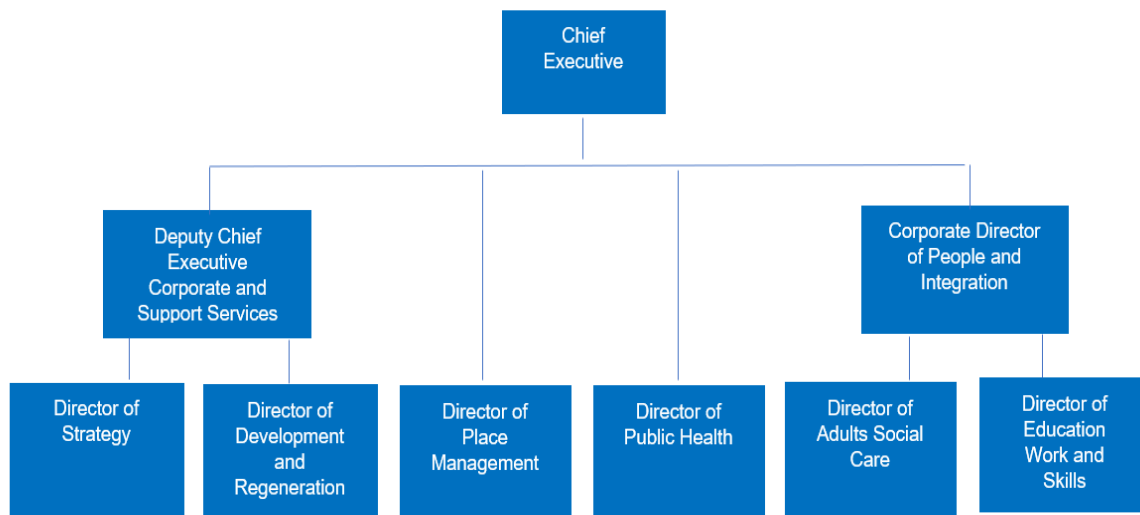 Chief
Executive
Deputy Chief
Executive
Corporate and
Support Services
Corporate Director
of People and
Integration
Director of
Strategy
Director of
Development
and
Regeneration
Director of
Place
Management
Director of
Public Health
Director of
Adults Social
Care
Director of
Education
Work and
Skills